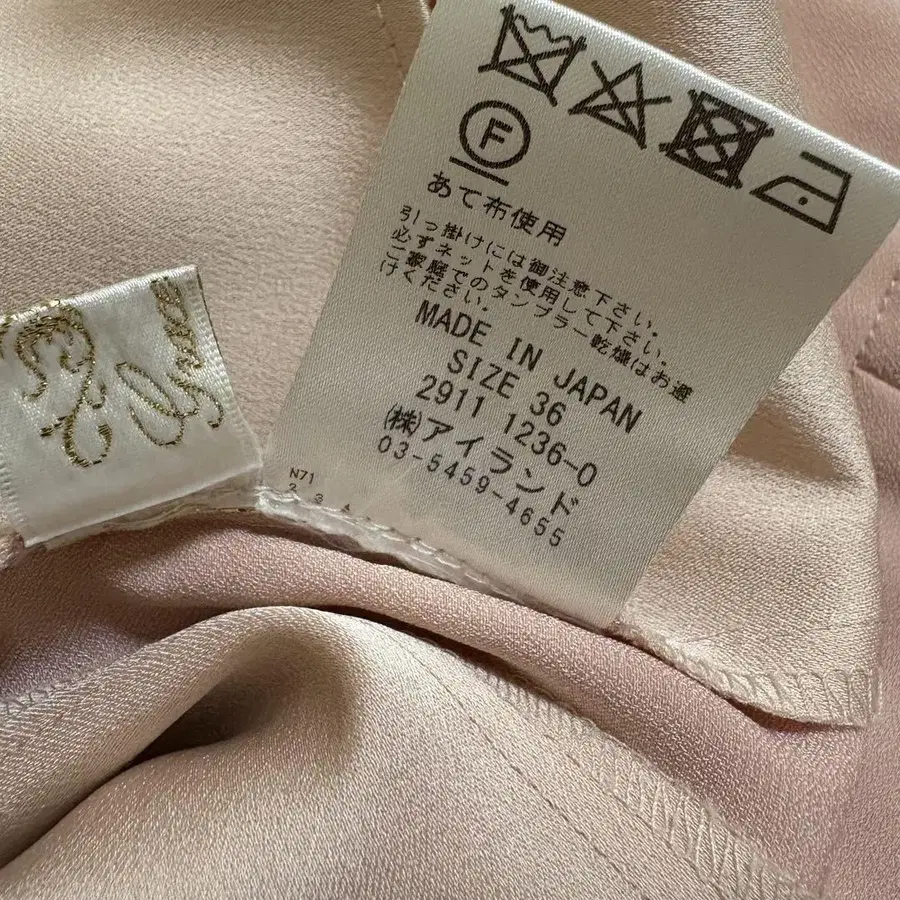 F
あて布使用
引っ掛けには御注意下さい。
必ずネットを使用して下さい。
ご家庭でのタンブラー乾燥はお避
けください。
MADE IN JAPAN
SIZE 36
2911 1236-0
(株)アイランド
03-5459-4655
N71
2 3 4